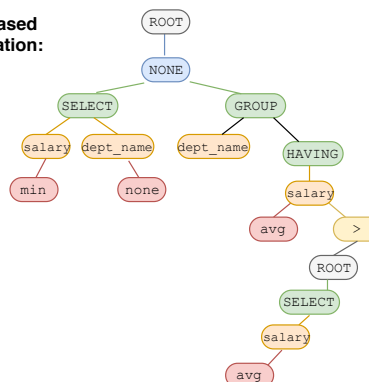 ased
ation:
ROOT
NONE
SELECT GROUP
salary dept_name dept_name
HAVING
min none salary
avg >
ROOT
SELECT
salary
avg